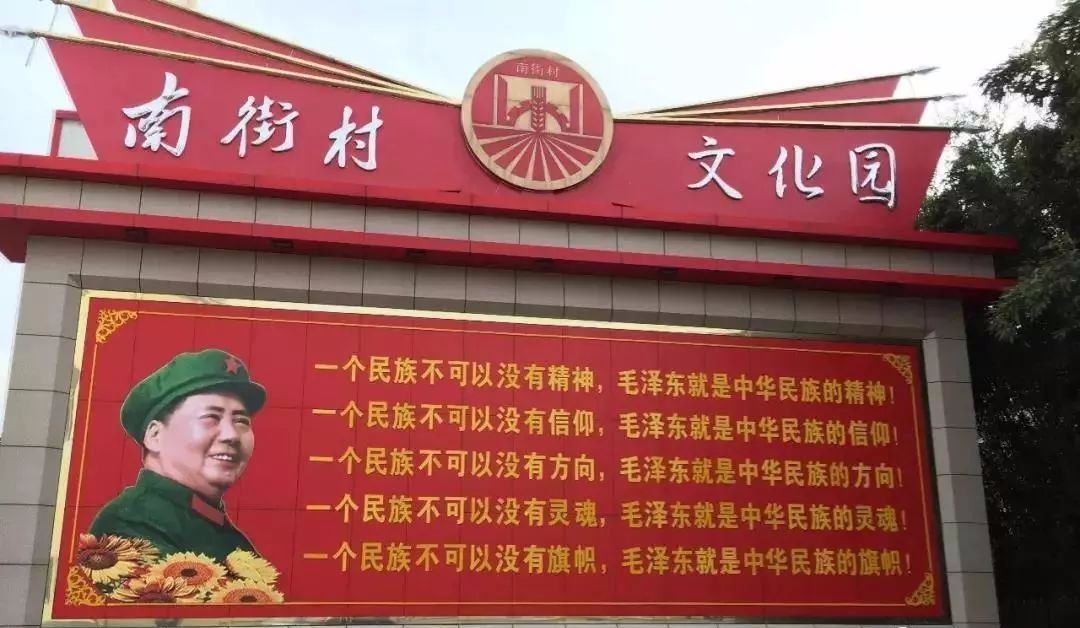 南街村
南街村 文化园
一个民族不可以没有精神，毛泽东就是中华民族的精神！
一个民族不可以没有信仰，毛泽东就是中华民族的信仰！
一个民族不可以没有方向，毛泽东就是中华民族的方向！
一个民族不可以没有灵魂，毛泽东就是中华民族的灵魂！
一个民族不可以没有旗帜，毛泽东就是中华民族的旗帜！